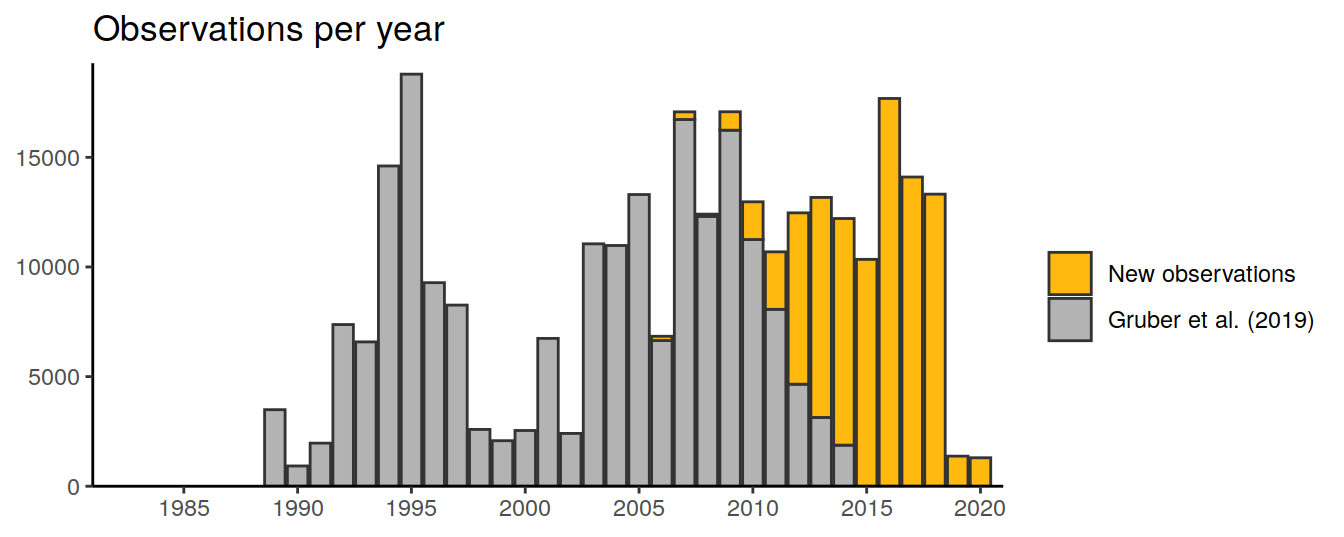 Observations per year
15000
10000
5000
0
1985 1990 1995 2000 2005 2010 2015 2020
New observations
Gruber et al. (2019)